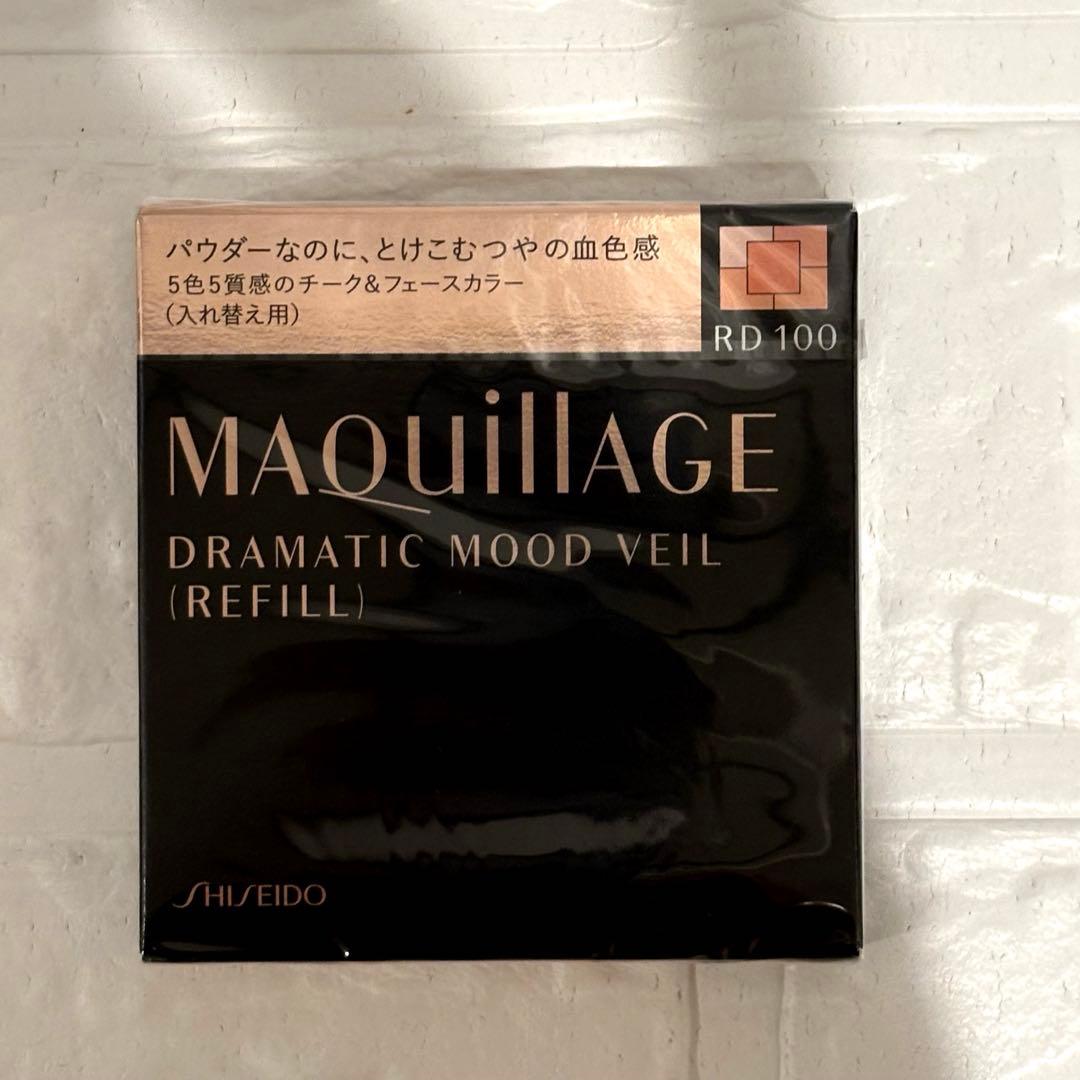 パウダーなのに、とけこむつやの血色感
5色5質感のチーク&フェースカラー
(入れ替え用)
RD 100
MAQuillAGE
DRAMATIC MOOD VEIL
(REFILL)
SHISEIDO